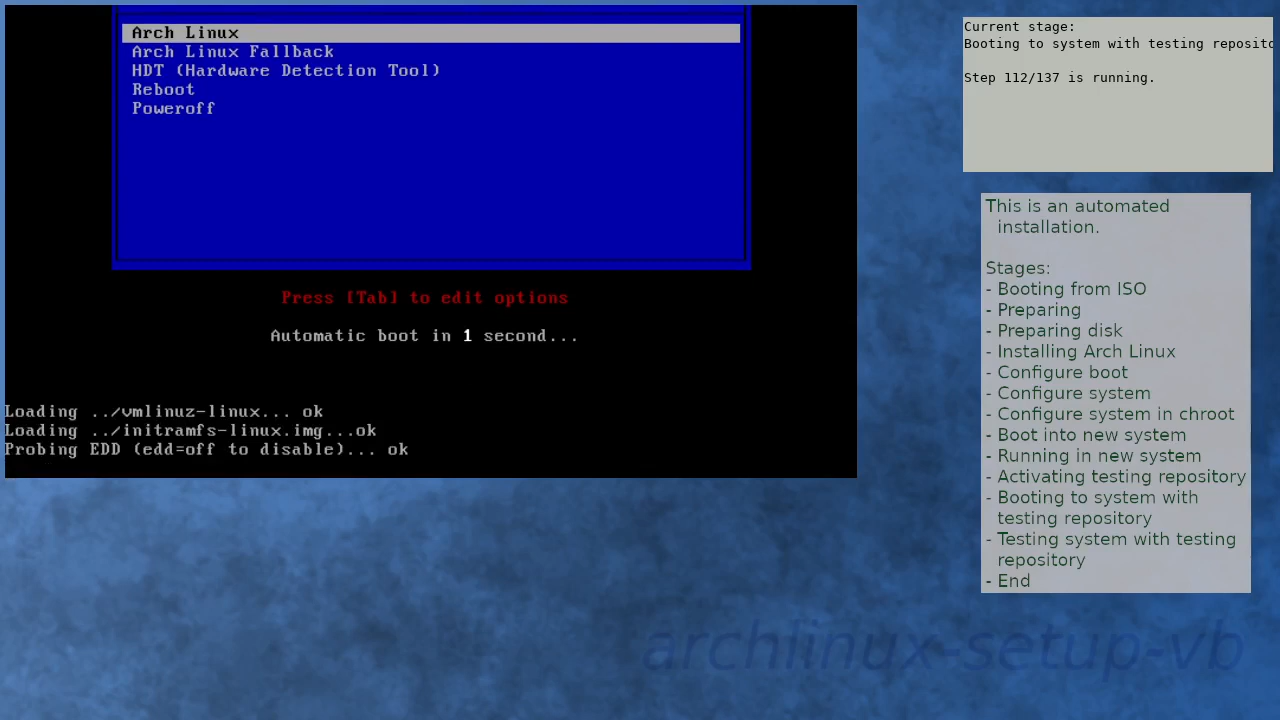 Arch Linux
Arch Linux Fallback
HDT (Hardware Detection Tool)
Reboot
Poweroff
Press [Tab] to edit options
Automatic boot in 1 second...
Loading ../vmlinuz-linux... ok
Loading ../initramfs-linux.img...ok
Probing EDD (edd=off to disable)... ok
Current stage:
Booting to system with testing reposito
Step 112/137 is running.
This is an automated
installation.
Stages:
- Booting from ISO
- Preparing
- Preparing disk
- Installing Arch Linux
- Configure boot
- Configure system
- Configure system in chroot
- Boot into new system
- Running in new system
- Activating testing repository
- Booting to system with
testing repository
- Testing system with testing
repository
- End
archlinux-setup-vb